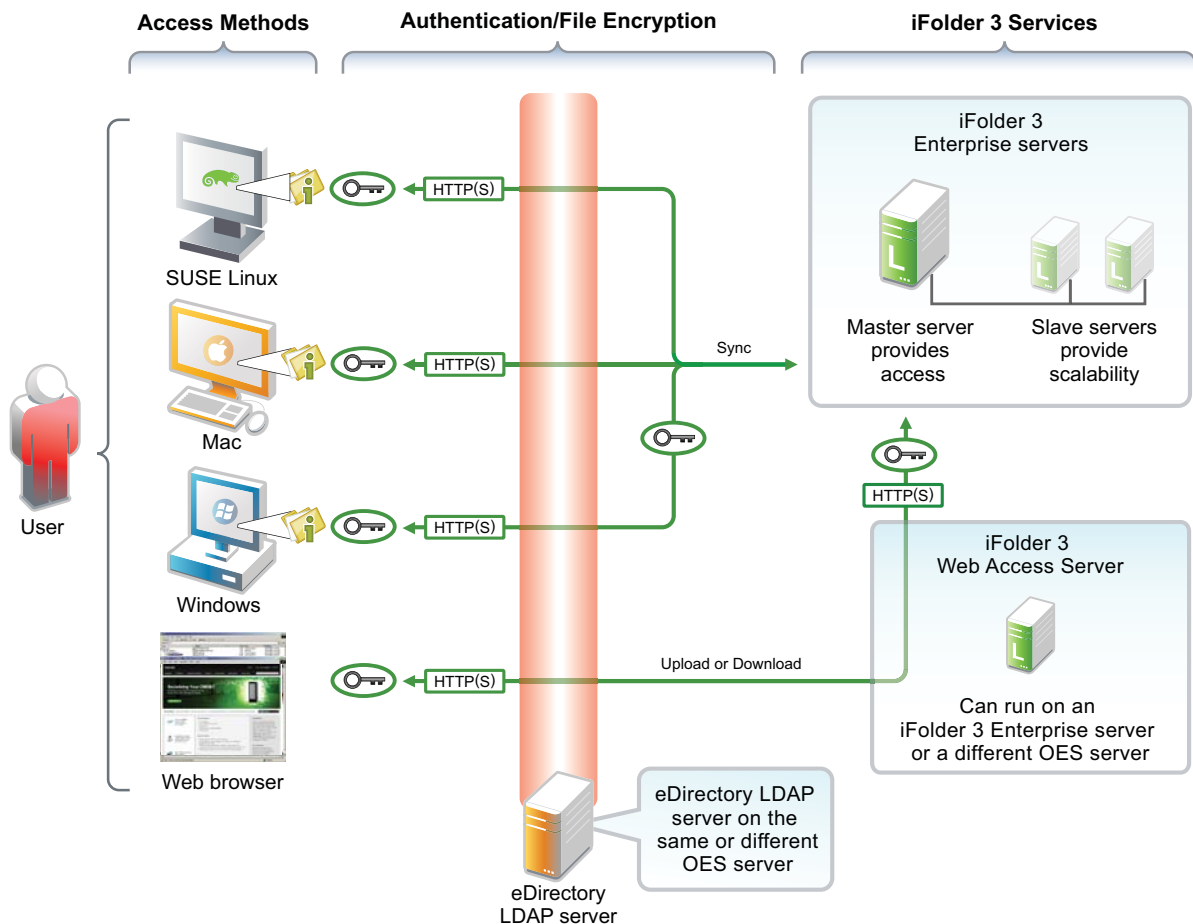 Access Methods
Authentication/File Encryption
iFolder 3 Services
iFolder 3
Enterprise servers
HTTP(S)
SUSE Linux
L
L
L
Master server
provides
access
Slave servers
provide
scalability
HTTP(S)
Sync
Mac
User
HTTP(S)
Windows
HTTP(S)
iFolder 3
Web Access Server
L
HTTP(S)
Upload or Download
Can run on an
iFolder 3 Enterprise server
or a different OES server
Web browser
eDirectory LDAP
server on the
same or different
OES server
eDirectory
LDAP server